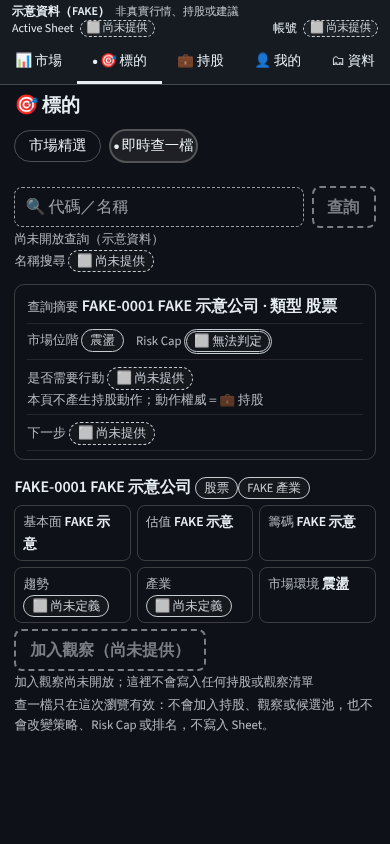 示意資料（FAKE） 非真實行情、持股或建議
Active Sheet ⬜ 尚未提供 帳號 ⬜ 尚未提供
📊 市場 ● 🎯 標的 💼 持股 👤 我的 🗂 資料
🎯 標的
市場精選 ● 即時查一檔
🔍 代碼／名稱 查詢
尚未開放查詢（示意資料）
名稱搜尋 ⬜ 尚未提供
查詢摘要 FAKE-0001 FAKE 示意公司 · 類型 股票
市場位階 震盪 Risk Cap ⬜ 無法判定
是否需要行動 ⬜ 尚未提供
本頁不產生持股動作；動作權威＝💼 持股
下一步 ⬜ 尚未提供
FAKE-0001 FAKE 示意公司 股票 FAKE 產業
基本面 FAKE 示意
估值 FAKE 示意
籌碼 FAKE 示意
趨勢 ⬜ 尚未定義
產業 ⬜ 尚未定義
市場環境 震盪
加入觀察（尚未提供）
加入觀察尚未開放；這裡不會寫入任何持股或觀察清單
查一檔只在這次瀏覽有效：不會加入持股、觀察或候選池，也不
會改變策略、Risk Cap 或排名，不寫入 Sheet。